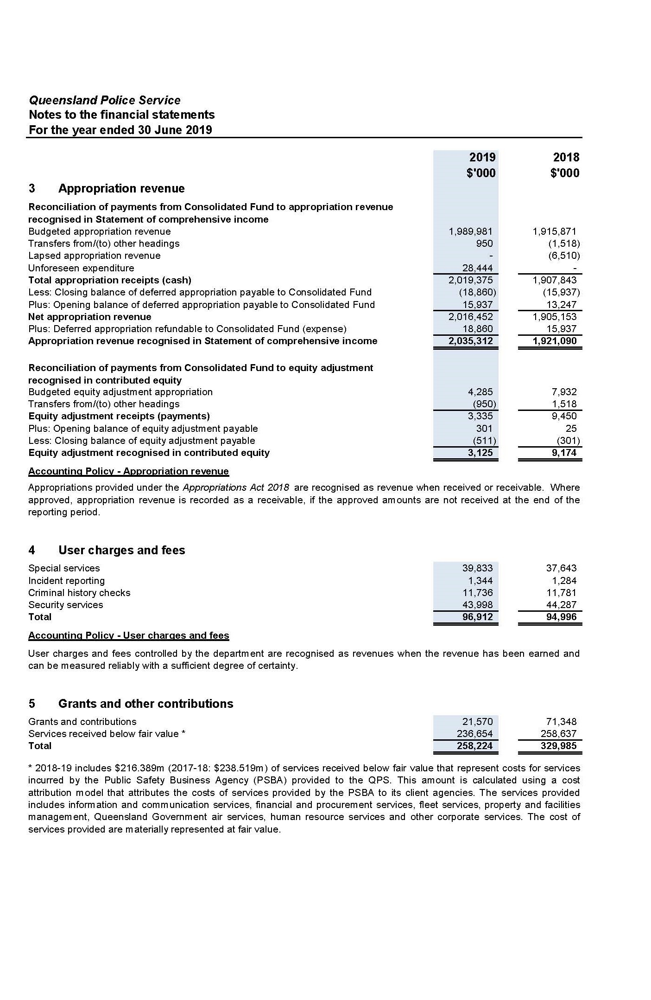 Queensland Police Service
Notes to the financial statements
For the year ended 30 June 2019
2019 2018
$'000 $'000
3 Appropriation revenue
Reconciliation of payments from Consolidated Fund to appropriation revenue
recognised in Statement of comprehensive income
Budgeted appropriation revenue 1,989,981 1,915,871
Transfers from/(to) other headings 950 (1,518)
Lapsed appropriation revenue - (6,510)
Unforeseen expenditure 28,444 -
Total appropriation receipts (cash) 2,019,375 1,907,843
Less: Closing balance of deferred appropriation payable to Consolidated Fund (18,860) (15,937)
Plus: Opening balance of deferred appropriation payable to Consolidated Fund 15,937 13,247
Net appropriation revenue 2,016,452 1,905,153
Plus: Deferred appropriation refundable to Consolidated Fund (expense) 18,860 15,937
Appropriation revenue recognised in Statement of comprehensive income 2,035,312 1,921,090
Reconciliation of payments from Consolidated Fund to equity adjustment
recognised in contributed equity
Budgeted equity adjustment appropriation 4,285 7,932
Transfers from/(to) other headings (950) 1,518
Equity adjustment receipts (payments) 3,335 9,450
Plus: Opening balance of equity adjustment payable 301 25
Less: Closing balance of equity adjustment payable (511) (301)
Equity adjustment recognised in contributed equity 3,125 9,174
Accounting Policy - Appropriation revenue
Appropriations provided under the Appropriations Act 2018 are recognised as revenue when received or receivable. Where
approved, appropriation revenue is recorded as a receivable, if the approved amounts are not received at the end of the
reporting period.
4 User charges and fees
Special services 39,833 37,643
Incident reporting 1,344 1,284
Criminal history checks 11,736 11,781
Security services 43,998 44,287
Total 96,912 94,996
Accounting Policy - User charges and fees
User charges and fees controlled by the department are recognised as revenues when the revenue has been earned and
can be measured reliably with a sufficient degree of certainty.
5 Grants and other contributions
Grants and contributions 21,570 71,348
Services received below fair value * 236,654 258,637
Total 258,224 329,985
* 2018-19 includes $216.389m (2017-18: $238.519m) of services received below fair value that represent costs for services
incurred by the Public Safety Business Agency (PSBA) provided to the QPS. This amount is calculated using a cost
attribution model that attributes the costs of services provided by the PSBA to its client agencies. The services provided
includes information and communication services, financial and procurement services, fleet services, property and facilities
management, Queensland Government air services, human resource services and other corporate services. The cost of
services provided are materially represented at fair value.